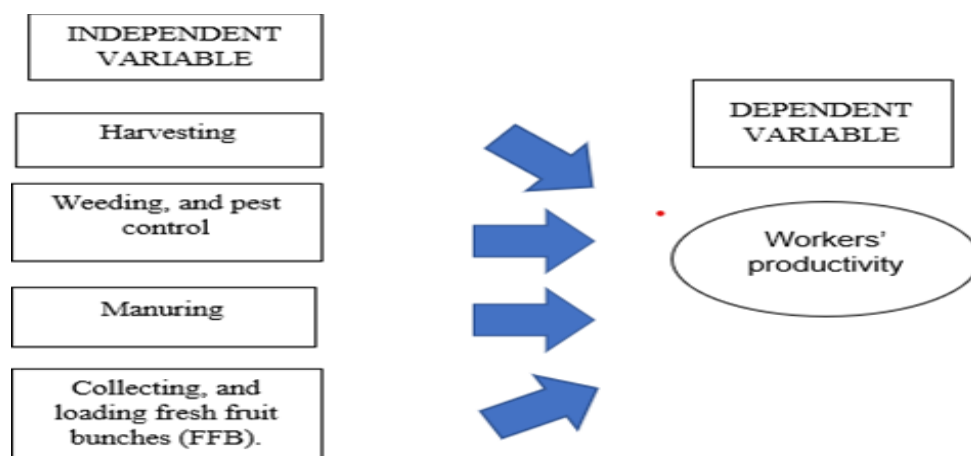 INDEPENDENT
VARIABLE
Harvesting
Weeding, and pest
control
Manuring
Collecting, and
loading fresh fruit
bunches (FFB).
DEPENDENT
VARIABLE
Workers'
productivity